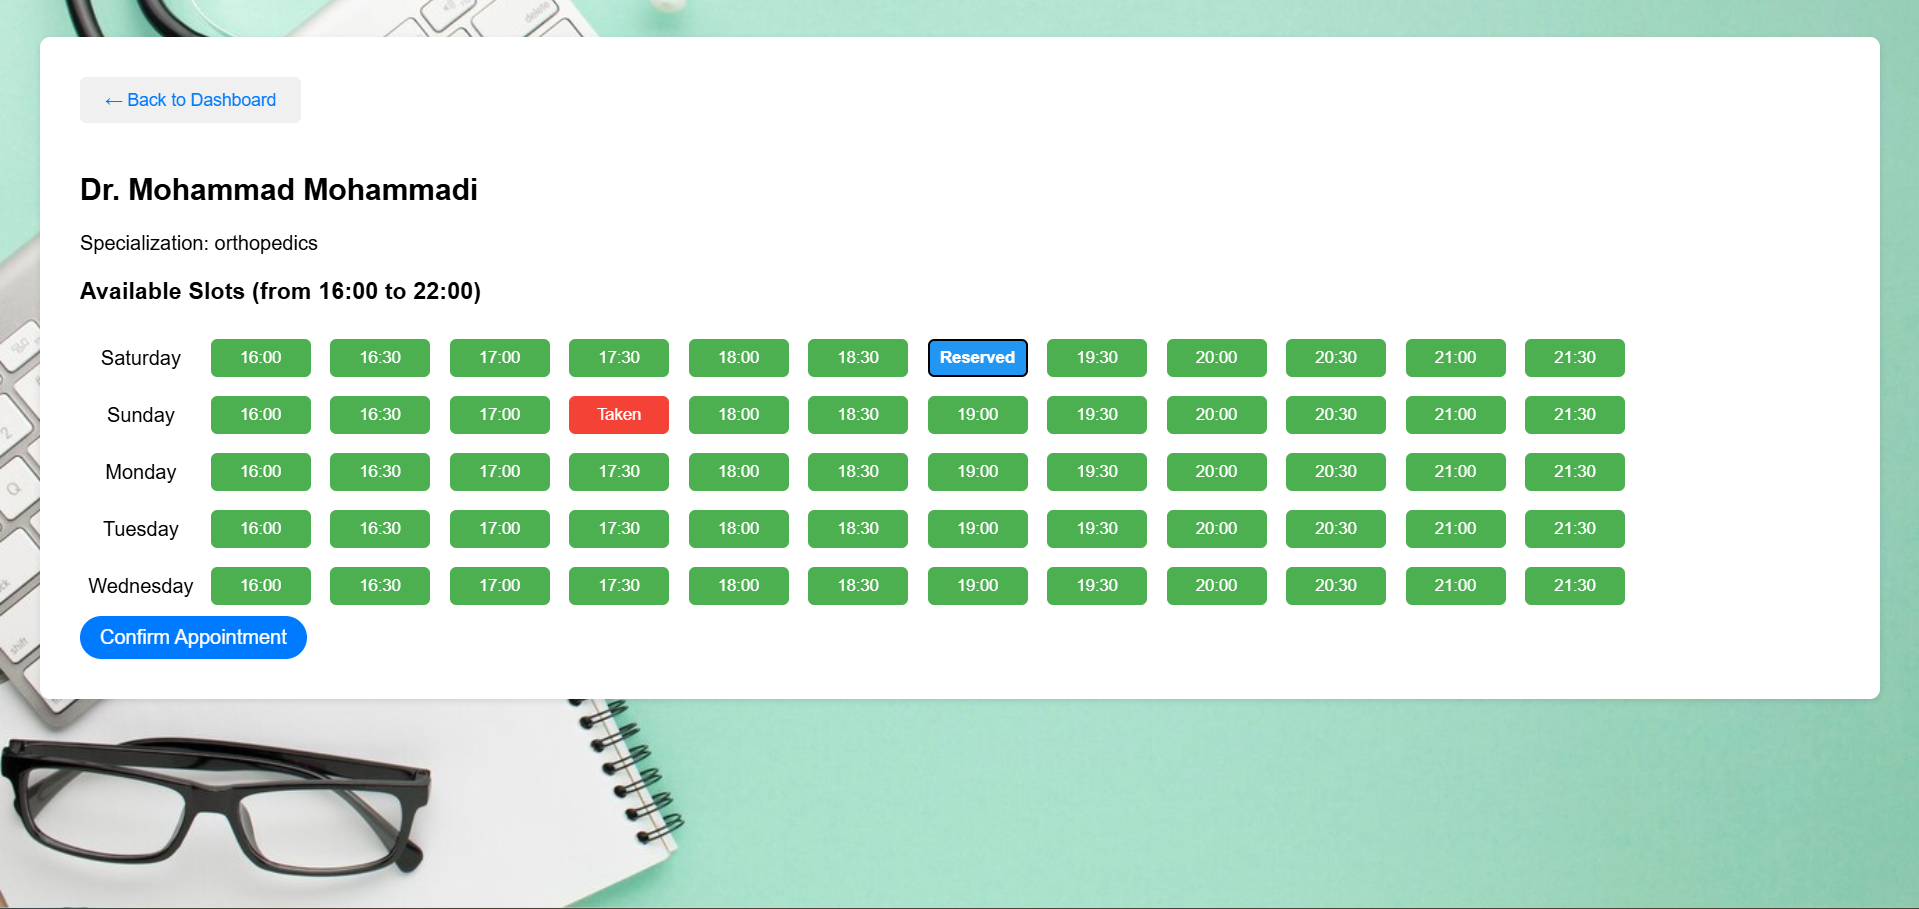 delete
← Back to Dashboard
Dr. Mohammad Mohammadi
Specialization: orthopedics
Available Slots (from 16:00 to 22:00)
Saturday 16:00 16:30 17:00 17:30 18:00 18:30 Reserved 19:30 20:00 20:30 21:00 21:30
Sunday 16:00 16:30 17:00 Taken 18:00 18:30 19:00 19:30 20:00 20:30 21:00 21:30
Monday 16:00 16:30 17:00 17:30 18:00 18:30 19:00 19:30 20:00 20:30 21:00 21:30
Tuesday 16:00 16:30 17:00 17:30 18:00 18:30 19:00 19:30 20:00 20:30 21:00 21:30
Wednesday 16:00 16:30 17:00 17:30 18:00 18:30 19:00 19:30 20:00 20:30 21:00 21:30
Confirm Appointment
2
Q
shift